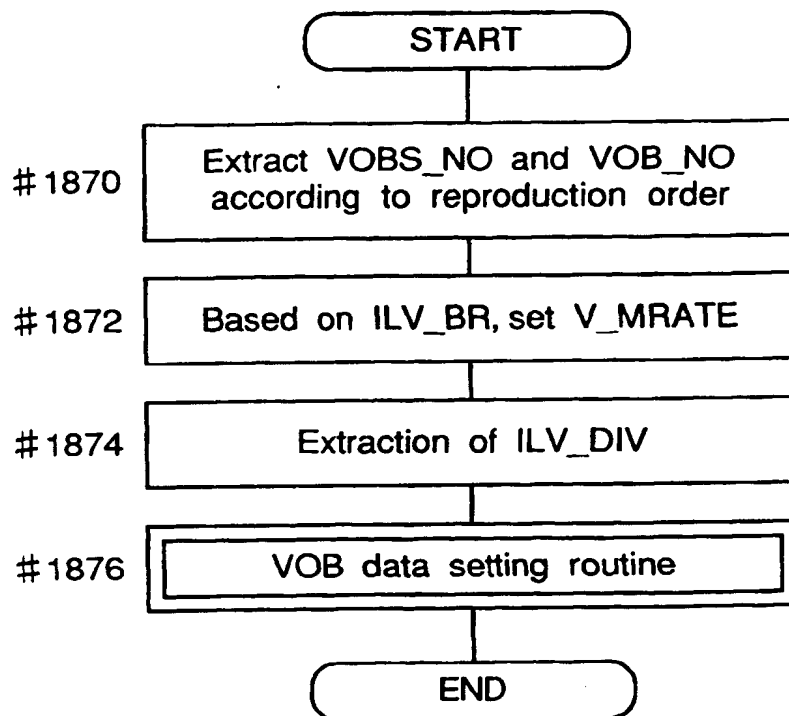 START
#1870
Extract VOBS_NO and VOB_NO
according to reproduction order
#1872
Based on ILV_BR, set V_MRATE
#1874
Extraction of ILV_DIV
#1876
VOB data setting routine
END